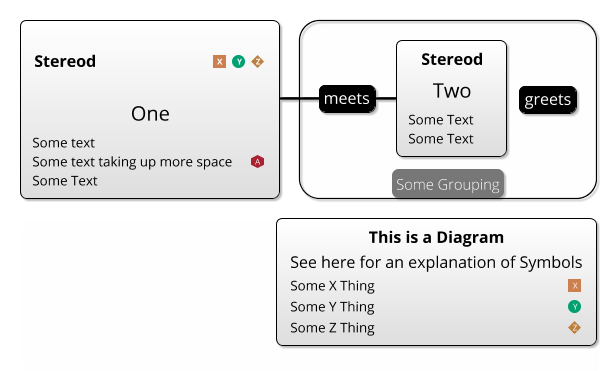 Stereod X Y Z
One
Some text
Some text taking up more space A
Some Text
meets
Stereod
Two
Some Text
Some Text
greets
Some Grouping
This is a Diagram
See here for an explanation of Symbols
Some X Thing X
Some Y Thing Y
Some Z Thing Z